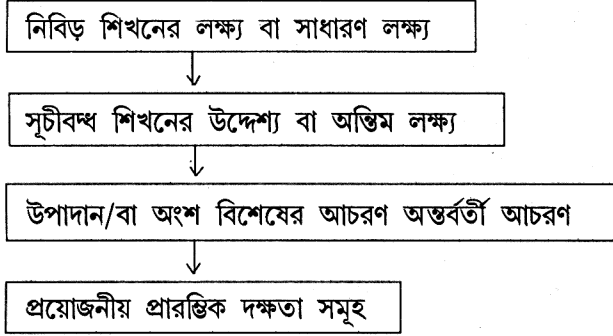 নিবিড় শিখনের লক্ষ্য বা সাধারণ লক্ষ্য
সূচীবদ্ধ শিখনের উদ্দেশ্য বা অন্তিম লক্ষ্য
উপাদান/বা অংশ বিশেষের আচরণ অন্তর্বর্তী আচরণ
প্রয়োজনীয় প্রারম্ভিক দক্ষতা সমূহ